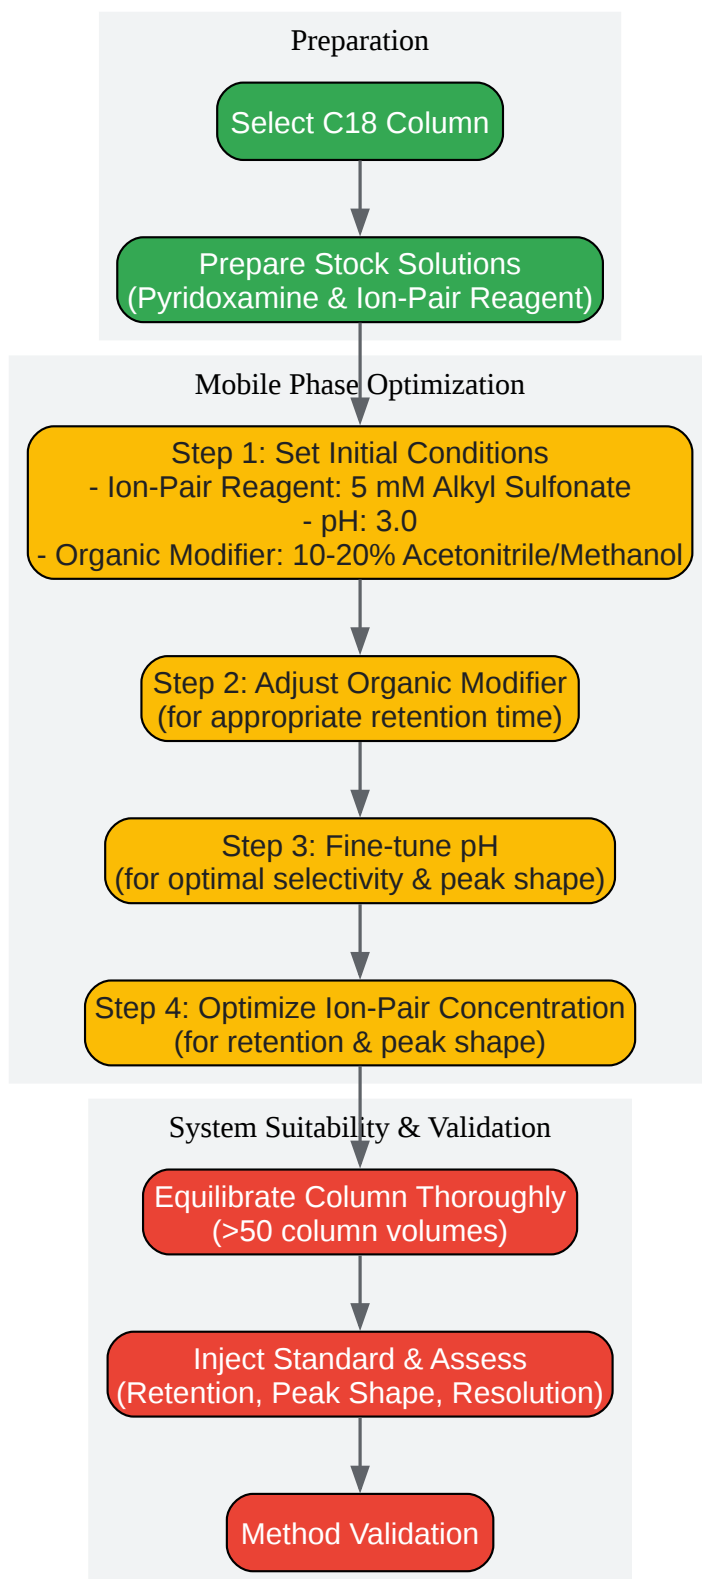 Preparation
Select C18 Column
Prepare Stock Solutions
(Pyridoxamine & Ion-Pair Reagent)
Mobile Phase Optimization
Step 1: Set Initial Conditions
- Ion-Pair Reagent: 5 mM Alkyl Sulfonate
- pH: 3.0
- Organic Modifier: 10-20% Acetonitrile/Methanol
Step 2: Adjust Organic Modifier
(for appropriate retention time)
Step 3: Fine-tune pH
(for optimal selectivity & peak shape)
Step 4: Optimize Ion-Pair Concentration
(for retention & peak shape)
System Suitability & Validation
Equilibrate Column Thoroughly
(>50 column volumes)
Inject Standard & Assess
(Retention, Peak Shape, Resolution)
Method Validation